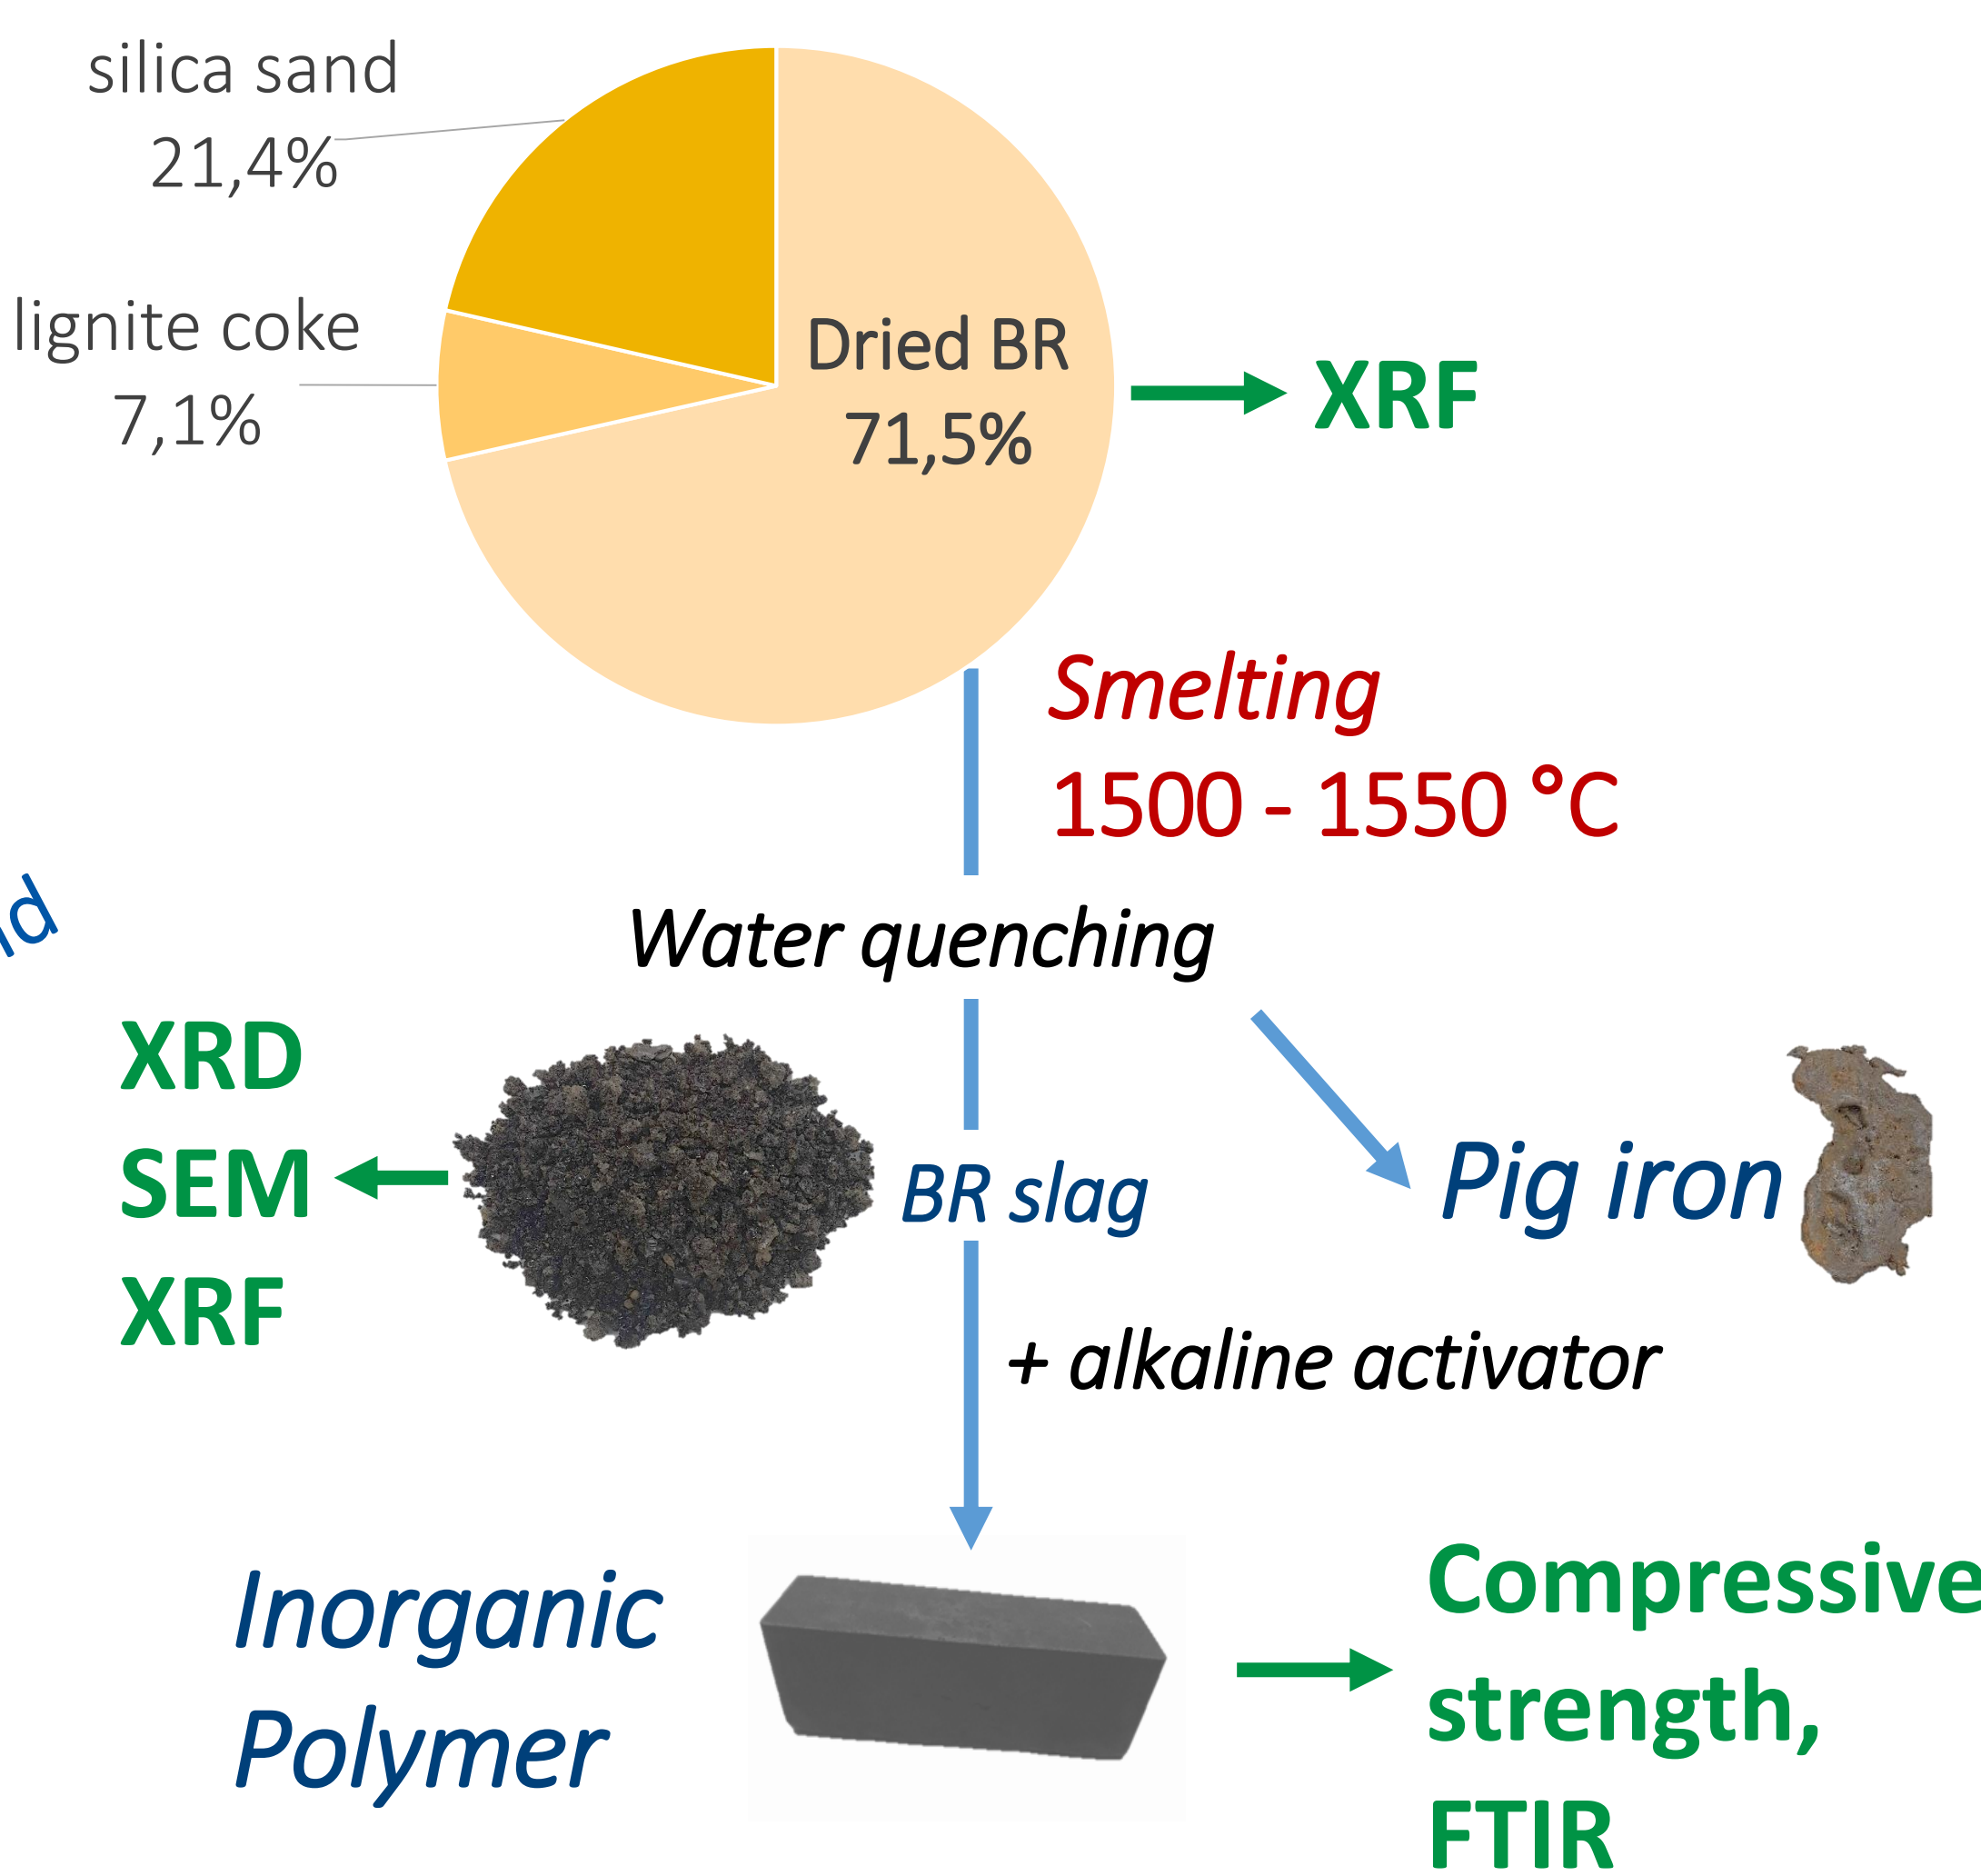 silica sand
21,4%
lignite coke
7,1%
Dried BR
71,5%
XRF
Smelting
1500 - 1550 °C
Water quenching
XRD
SEM
XRF
BR slag
Pig iron
+ alkaline activator
Inorganic
Polymer
Compressive
strength,
FTIR